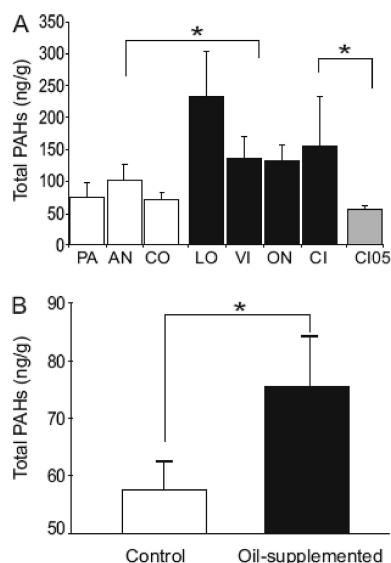 A
*
*
Total PAHs (ng/g)
350
300
250
200
150
100
50
0
PA AN CO LO VI ON CI CI05
B
*
Total PAHs (ng/g)
90
80
70
60
50
Control Oil-supplemented